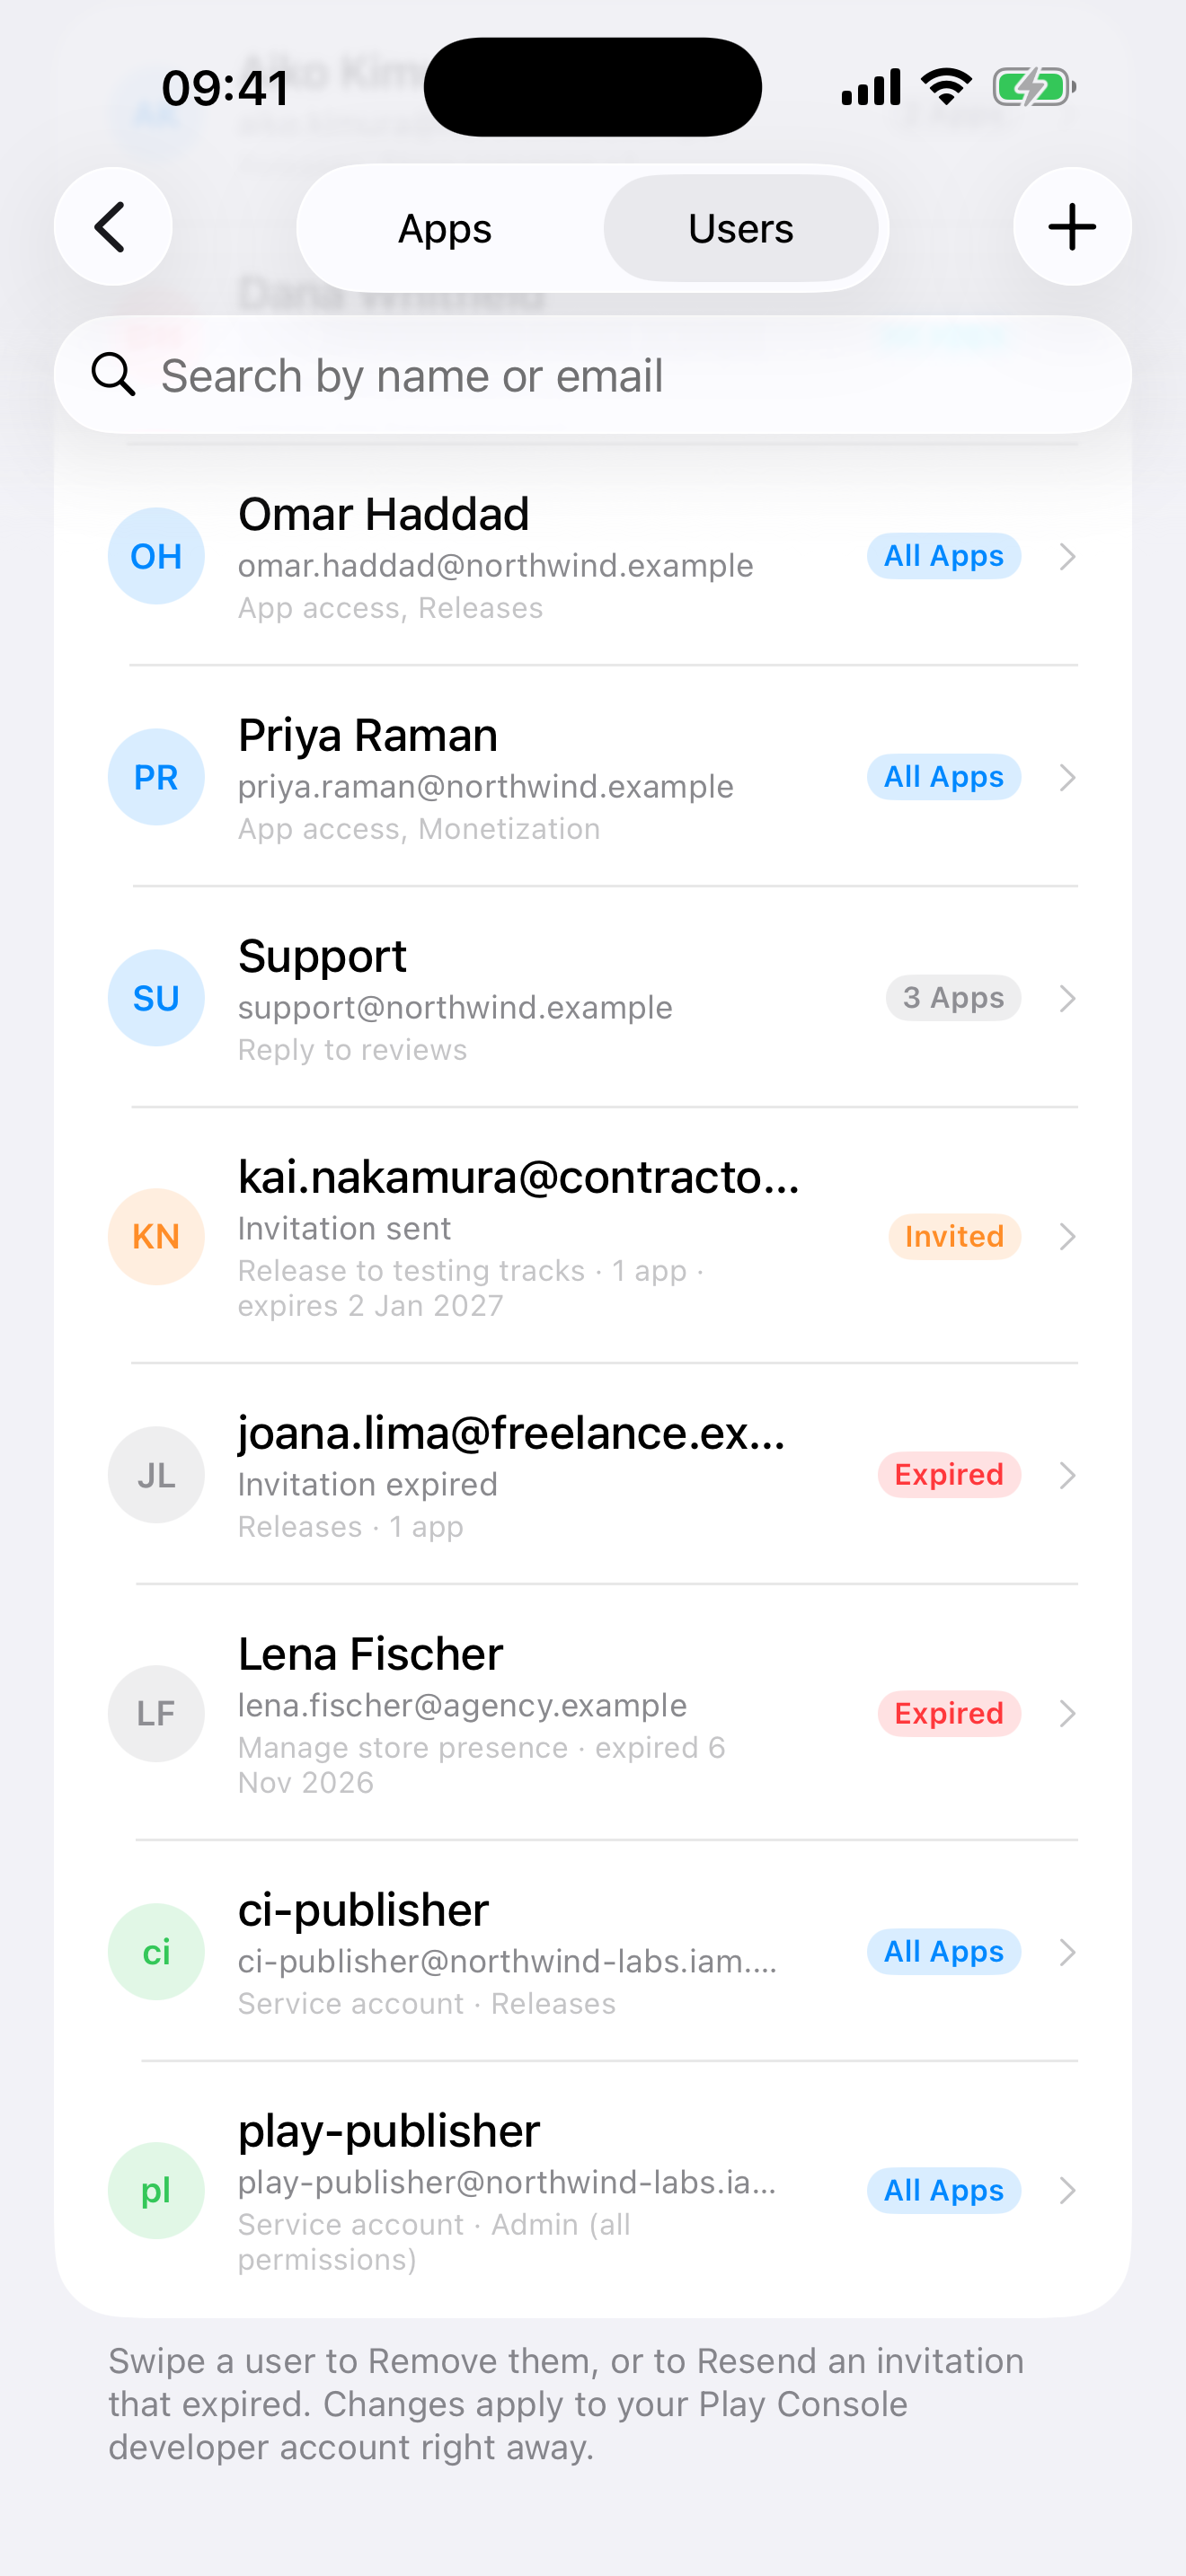 09:41
Apps
Users
Dana Whitfield
Search by name or email
OH
Omar Haddad
omar.haddad@northwind.example
App access, Releases
All Apps
PR
Priya Raman
priya.raman@northwind.example
App access, Monetization
All Apps
SU
Support
support@northwind.example
Reply to reviews
3 Apps
KN
kai.nakamura@contracto...
Invitation sent
Release to testing tracks · 1 app ·
expires 2 Jan 2027
Invited
JL
joana.lima@freelance.ex...
Invitation expired
Releases · 1 app
Expired
LF
Lena Fischer
lena.fischer@agency.example
Manage store presence · expired 6
Nov 2026
Expired
ci
ci-publisher
ci-publisher@northwind-labs.iam....
Service account · Releases
All Apps
pl
play-publisher
play-publisher@northwind-labs.ia...
Service account · Admin (all
permissions)
All Apps
Swipe a user to Remove them, or to Resend an invitation
that expired. Changes apply to your Play Console
developer account right away.